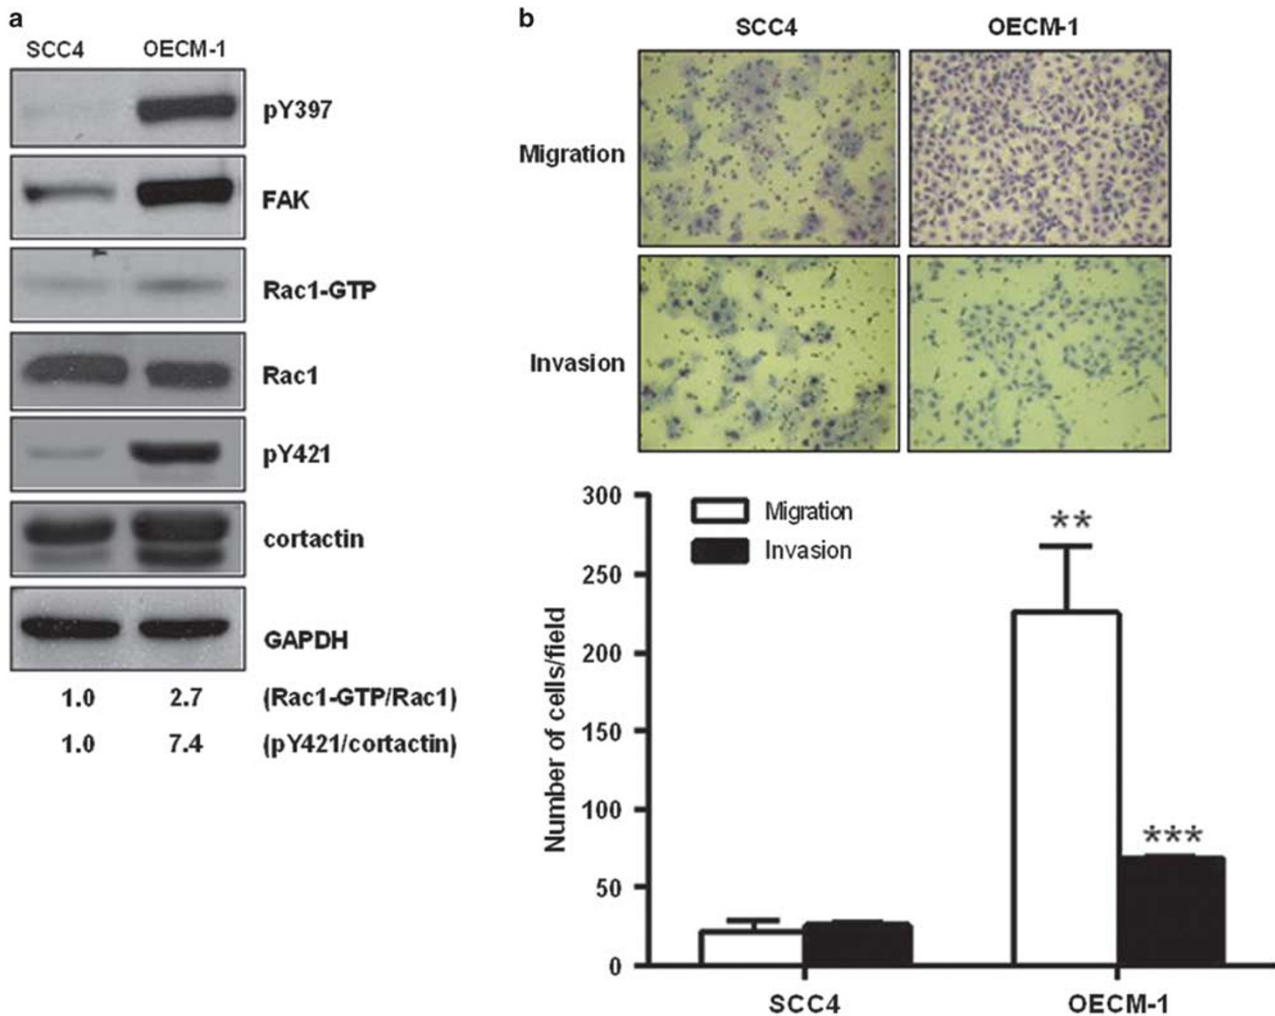 a
SCC4 OECM-1
pY397
FAK
Rac1-GTP
Rac1
pY421
cortactin
GAPDH
1.0 2.7 (Rac1-GTP/Rac1)
1.0 7.4 (pY421/cortactin)
b
SCC4 OECM-1
Migration
Invasion
Number of cells/field
300
250
200
150
100
50
0
Migration
Invasion
**
***
SCC4 OECM-1